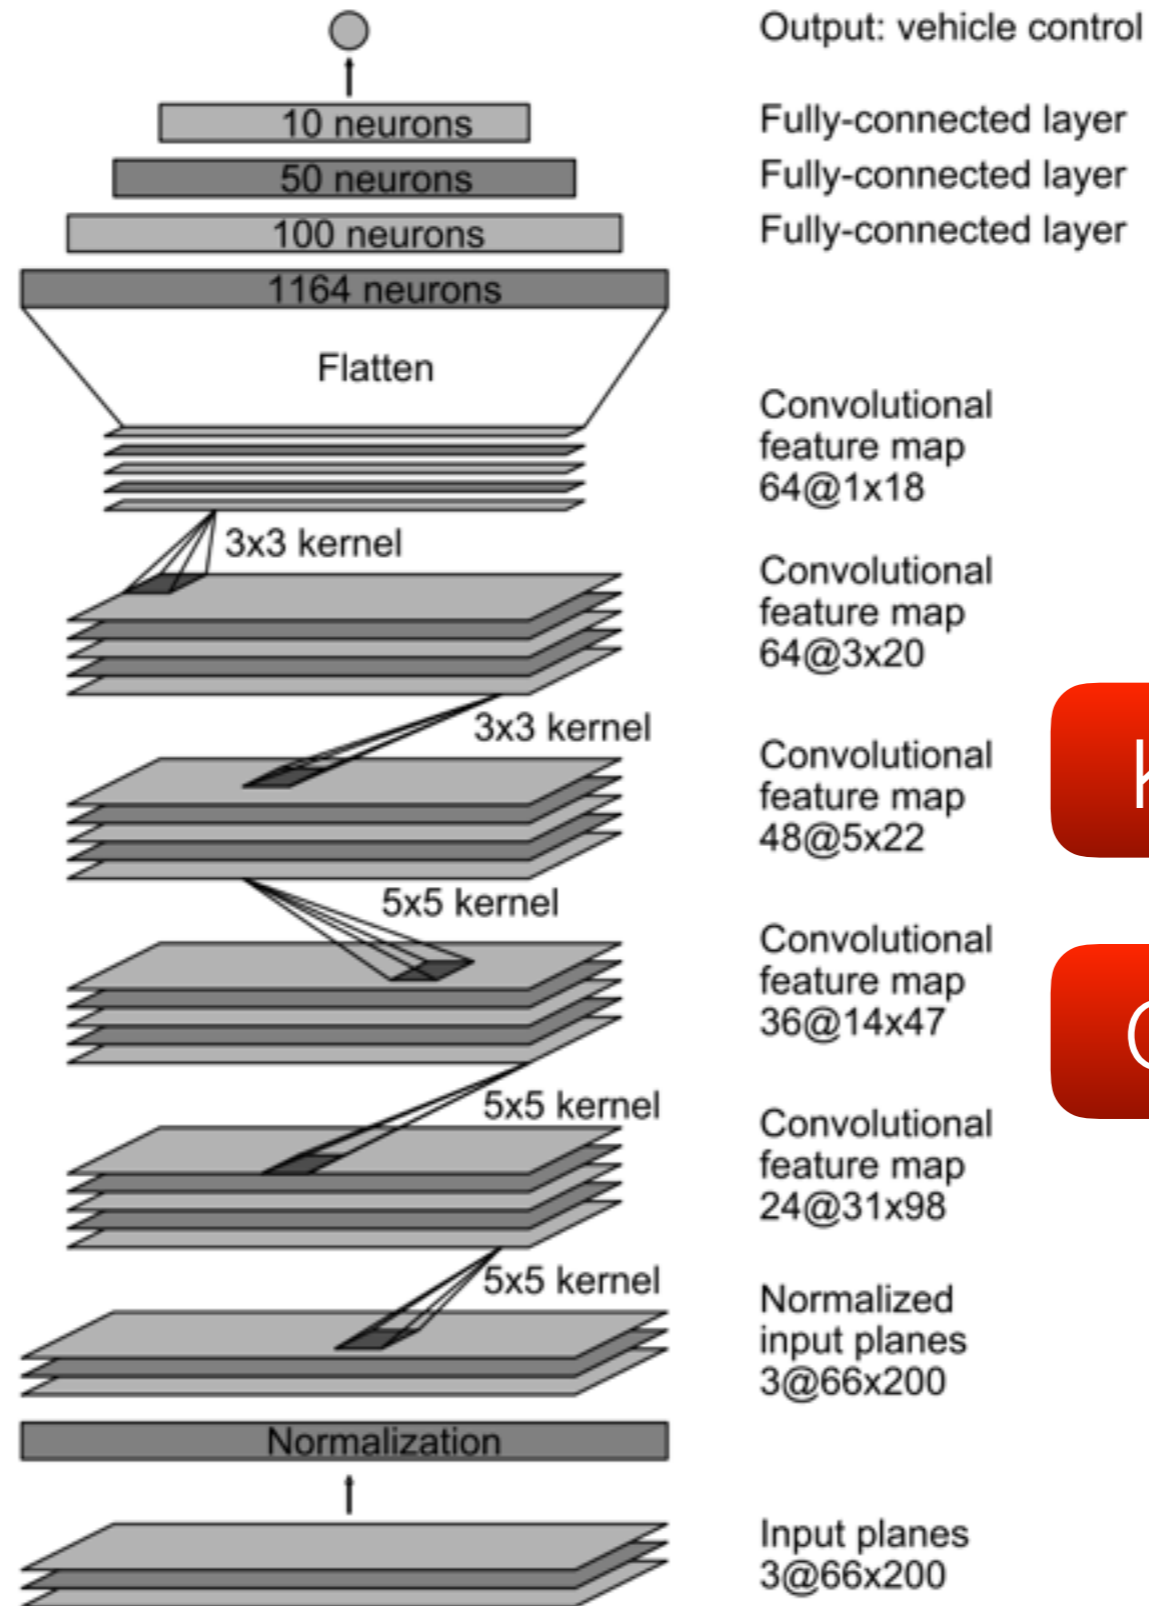 Output: vehicle control
10 neurons
Fully-connected layer
50 neurons
Fully-connected layer
100 neurons
Fully-connected layer
1164 neurons
Flatten
Convolutional
feature map
64@1x18
3x3 kernel
Convolutional
feature map
64@3x20
3x3 kernel
Convolutional
feature map
48@5x22
5x5 kernel
Convolutional
feature map
36@14x47
5x5 kernel
Convolutional
feature map
24@31x98
5x5 kernel
Normalized
input planes
3@66x200
Normalization
Input planes
3@66x200